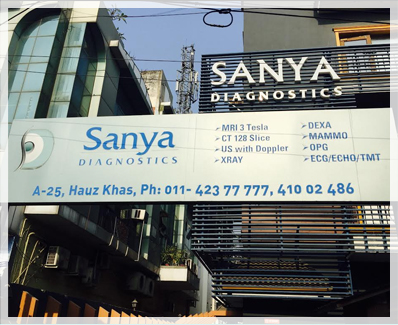 SANYA
DIAGNOSTICS
Sanya
DIAGNOSTICS
➢MRI 3 Tesla
➢CT 128 Slice
➢US with Doppler
➢XRAY
➢DEXA
➢MAMMO
➢OPG
➢ECG/ECHO/TMT
A-25, Hauz Khas, Ph: 011- 423 77 777, 410 02 486